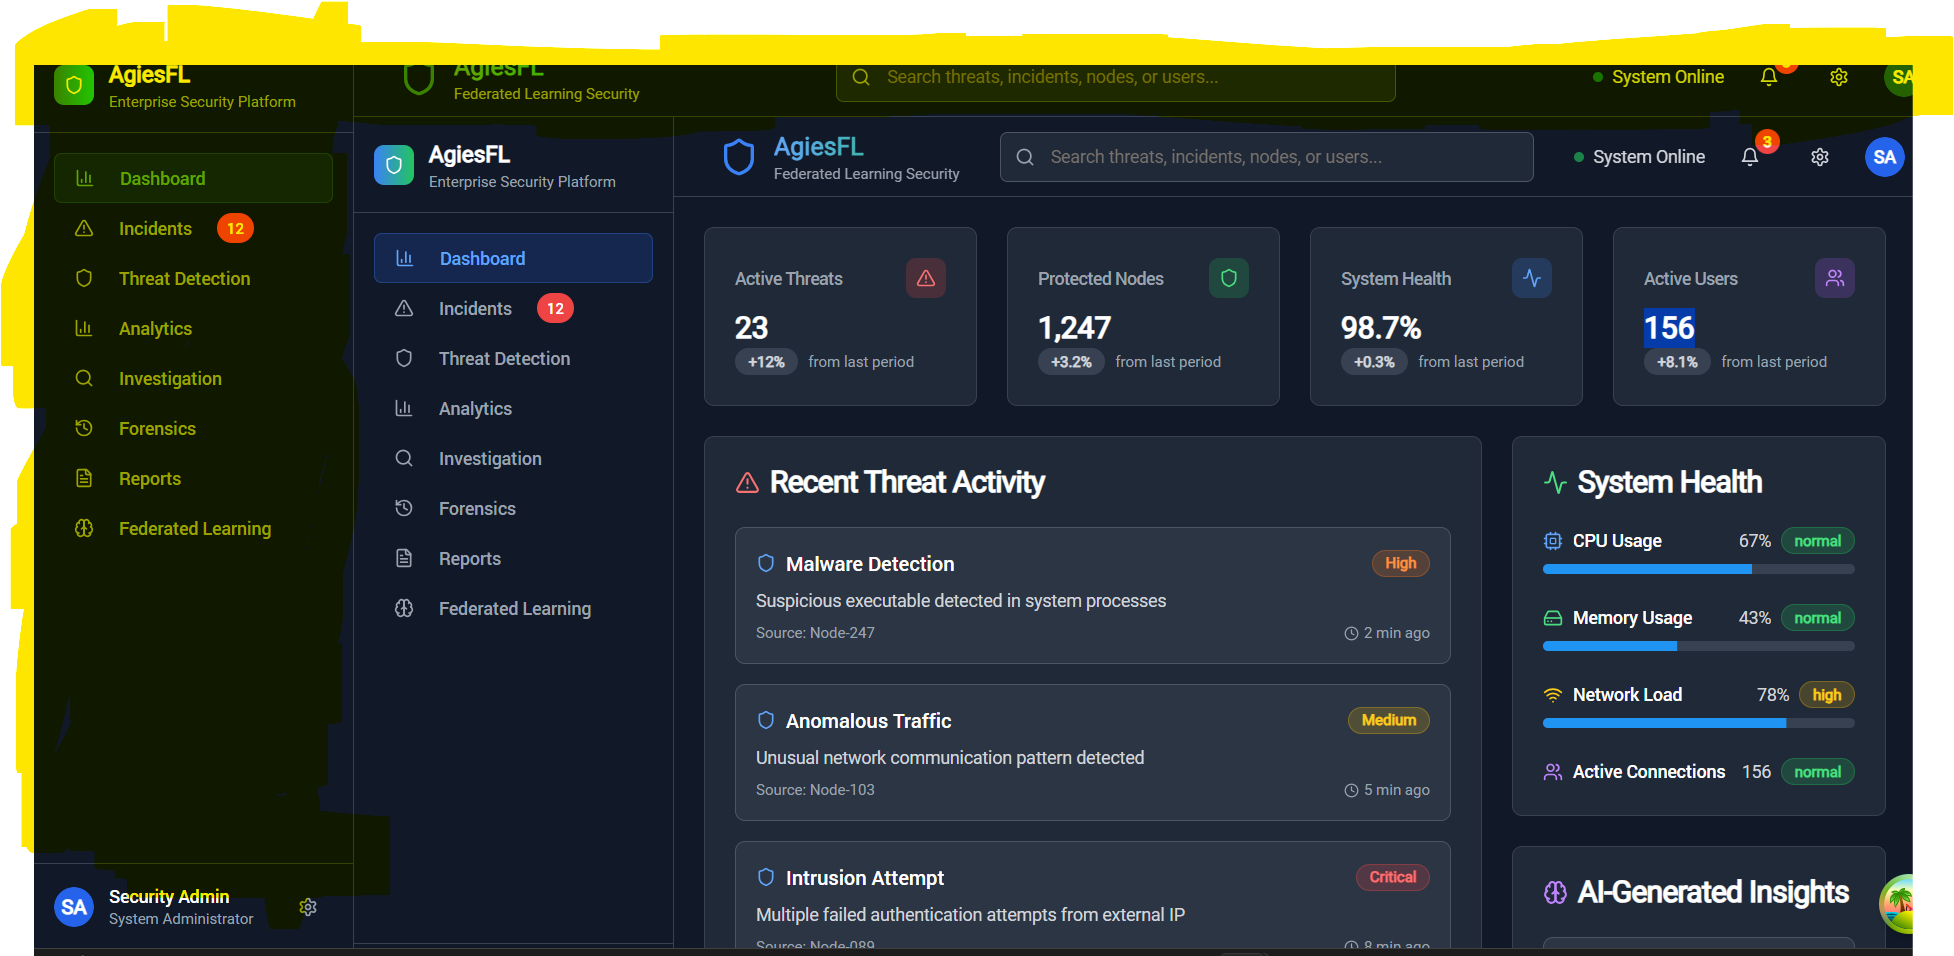 AgiesFL
Enterprise Security Platform
AgiesFL
Federated Learning Security
Search threats, incidents, nodes, or users...
System Online
SA
Dashboard
Incidents 12
Threat Detection
Analytics
Investigation
Forensics
Reports
Federated Learning
SA
Security Admin
System Administrator
AgiesFL
Enterprise Security Platform
Dashboard
Incidents 12
Threat Detection
Analytics
Investigation
Forensics
Reports
Federated Learning
AgiesFL
Federated Learning Security
Search threats, incidents, nodes, or users...
System Online
3
SA
Active Threats
23
+12% from last period
Protected Nodes
1,247
+3.2% from last period
System Health
98.7%
+0.3% from last period
Active Users
156
+8.1% from last period
Recent Threat Activity
Malware Detection High
Suspicious executable detected in system processes
Source: Node-247 2 min ago
Anomalous Traffic Medium
Unusual network communication pattern detected
Source: Node-103 5 min ago
Intrusion Attempt Critical
Multiple failed authentication attempts from external IP
Source: Node-089 8 min ago
System Health
CPU Usage 67% normal
Memory Usage 43% normal
Network Load 78% high
Active Connections 156 normal
AI-Generated Insights